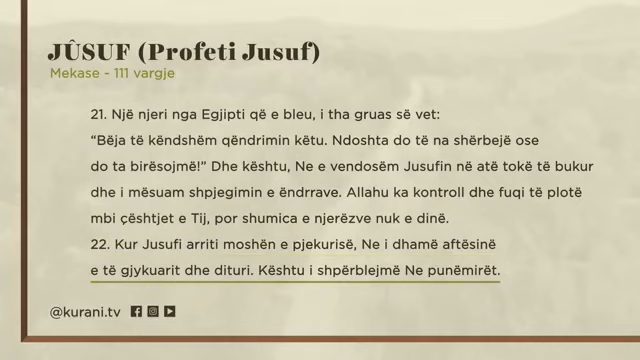 JÛSUF (Profeti Jusuf)
Mekase - 111 vargje
21. Një njeri nga Egjipti që e bleu, i tha gruas së vet:
“Bëja të këndshëm qëndrimin këtu. Ndoshta do të na shërbejë ose
do ta birësojmë!” Dhe kështu, Ne e vendosëm Jusufin në atë tokë të bukur
dhe i mësuam shpjegimin e ëndrrave. Allahu ka kontroll dhe fuqi të plotë
mbi çështjet e Tij, por shumica e njerëzve nuk e dinë.
22. Kur Jusufi arriti moshën e pjekurisë, Ne i dhamë aftësinë
e të gjykuarit dhe dituri. Kështu i shpërblejmë Ne punëmirët.
@kurani.tv